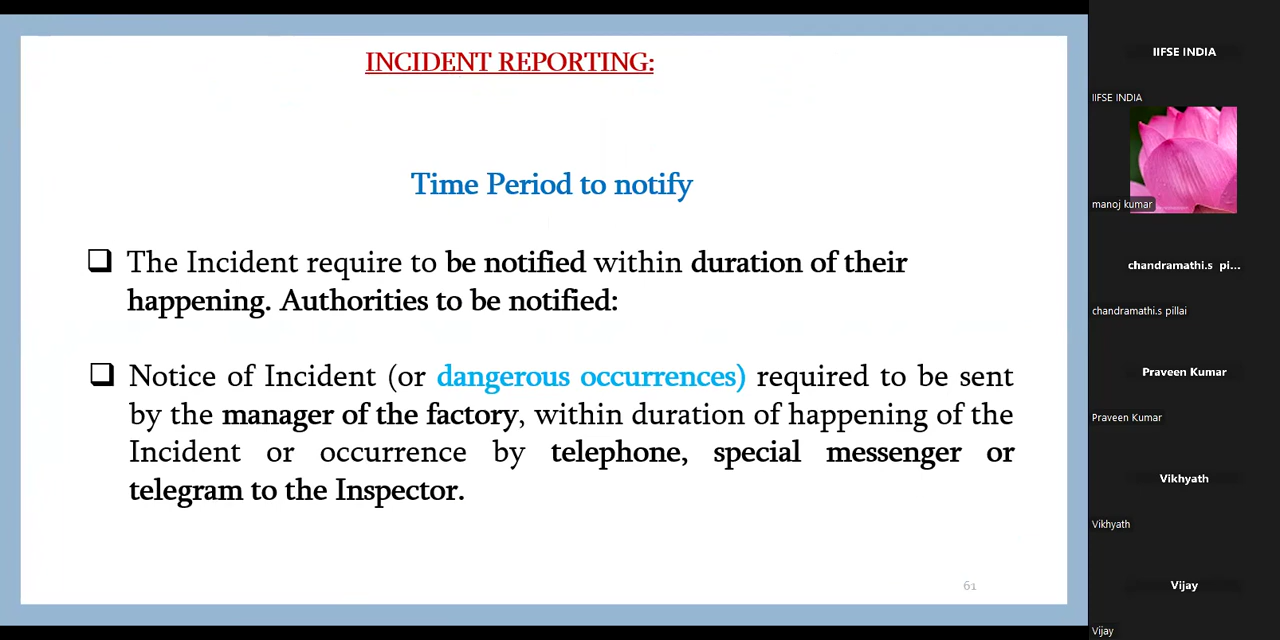 INCIDENT REPORTING:
Time Period to notify
❑ The Incident require to be notified within duration of their
happening. Authorities to be notified:
❑ Notice of Incident (or dangerous occurrences) required to be sent
by the manager of the factory, within duration of happening of the
Incident or occurrence by telephone, special messenger or
telegram to the Inspector.
61
IIFSE INDIA
IIFSE INDIA
manoj kumar
chandramathi.s pi...
chandramathi.s pillai
Praveen Kumar
Praveen Kumar
Vikhyath
Vikhyath
Vijay
Vijay